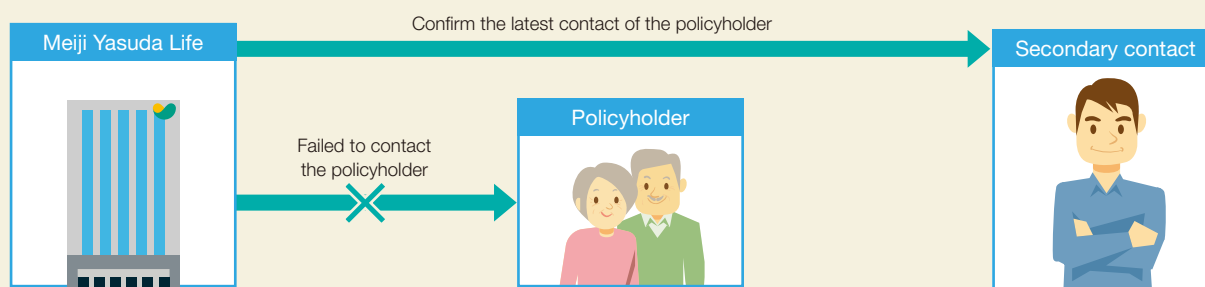 Confirm the latest contact of the policyholder
Meiji Yasuda Life
Secondary contact
Policyholder
Failed to contact
the policyholder